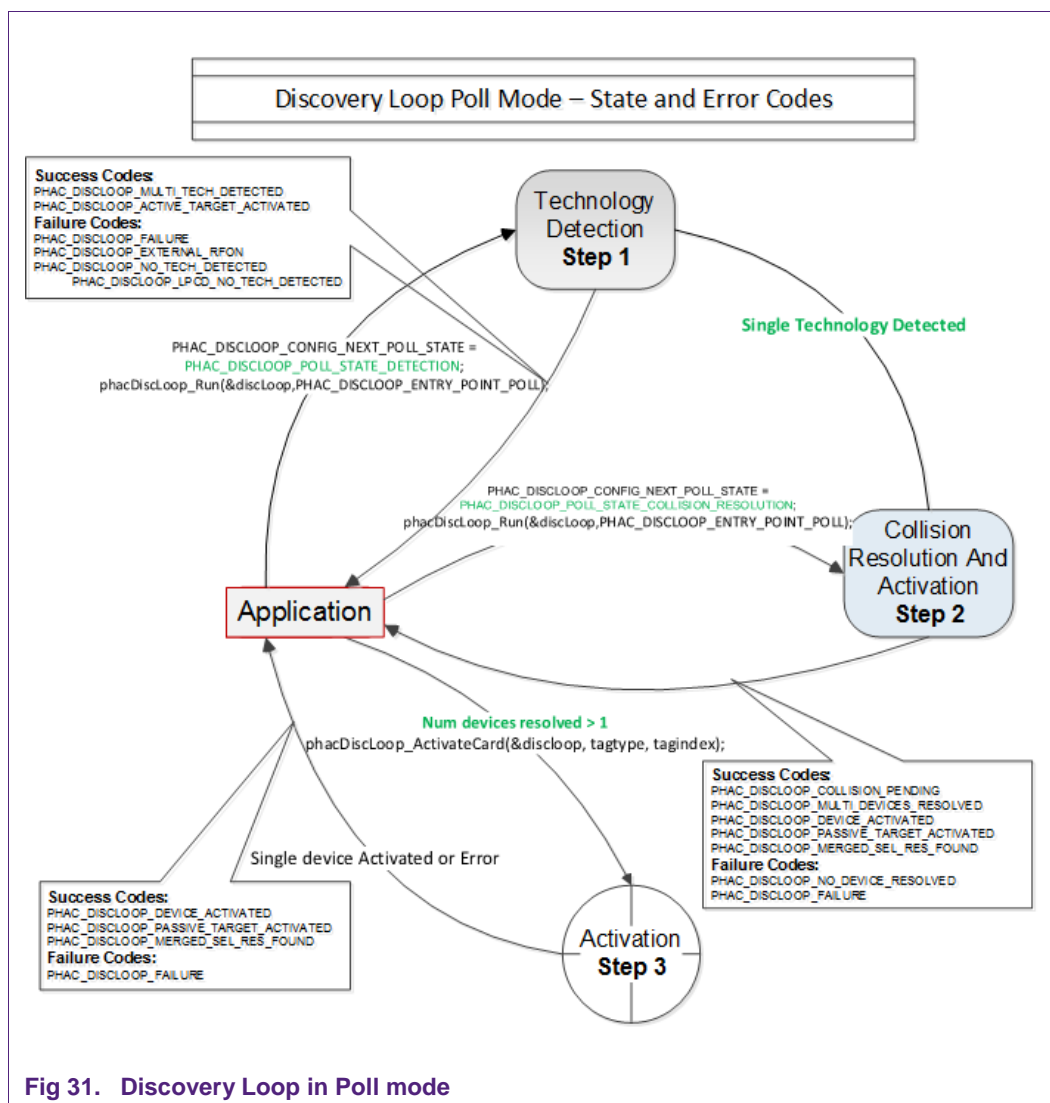 Discovery Loop Poll Mode – State and Error Codes
Success Codes:
PHAC_DISCLOOP_MULTI_TECH_DETECTED
PHAC_DISCLOOP_ACTIVE_TARGET_ACTIVATED
Failure Codes:
PHAC_DISCLOOP_FAILURE
PHAC_DISCLOOP_EXTERNAL_RFON
PHAC_DISCLOOP_NO_TECH_DETECTED
PHAC_DISCLOOP_LPCD_NO_TECH_DETECTED
Technology
Detection
Step 1
Single Technology Detected
PHAC_DISCLOOP_CONFIG_NEXT_POLL_STATE =
PHAC_DISCLOOP_POLL_STATE_DETECTION;
phacDiscLoop_Run(&discLoop,PHAC_DISCLOOP_ENTRY_POINT_POLL);
PHAC_DISCLOOP_CONFIG_NEXT_POLL_STATE =
PHAC_DISCLOOP_POLL_STATE_COLLISION_RESOLUTION;
phacDiscLoop_Run(&discLoop,PHAC_DISCLOOP_ENTRY_POINT_POLL);
Collision
Resolution And
Activation
Step 2
Application
Num devices resolved > 1
phacDiscLoop_ActivateCard(&discloop, tagtype, tagindex);
Success Codes:
PHAC_DISCLOOP_COLLISION_PENDING
PHAC_DISCLOOP_MULTI_DEVICES_RESOLVED
PHAC_DISCLOOP_DEVICE_ACTIVATED
PHAC_DISCLOOP_PASSIVE_TARGET_ACTIVATED
PHAC_DISCLOOP_MERGED_SEL_RES_FOUND
Failure Codes:
PHAC_DISCLOOP_NO_DEVICE_RESOLVED
PHAC_DISCLOOP_FAILURE
Single device Activated or Error
Success Codes:
PHAC_DISCLOOP_DEVICE_ACTIVATED
PHAC_DISCLOOP_PASSIVE_TARGET_ACTIVATED
PHAC_DISCLOOP_MERGED_SEL_RES_FOUND
Failure Codes:
PHAC_DISCLOOP_FAILURE
Activation
Step 3
Fig 31. Discovery Loop in Poll mode